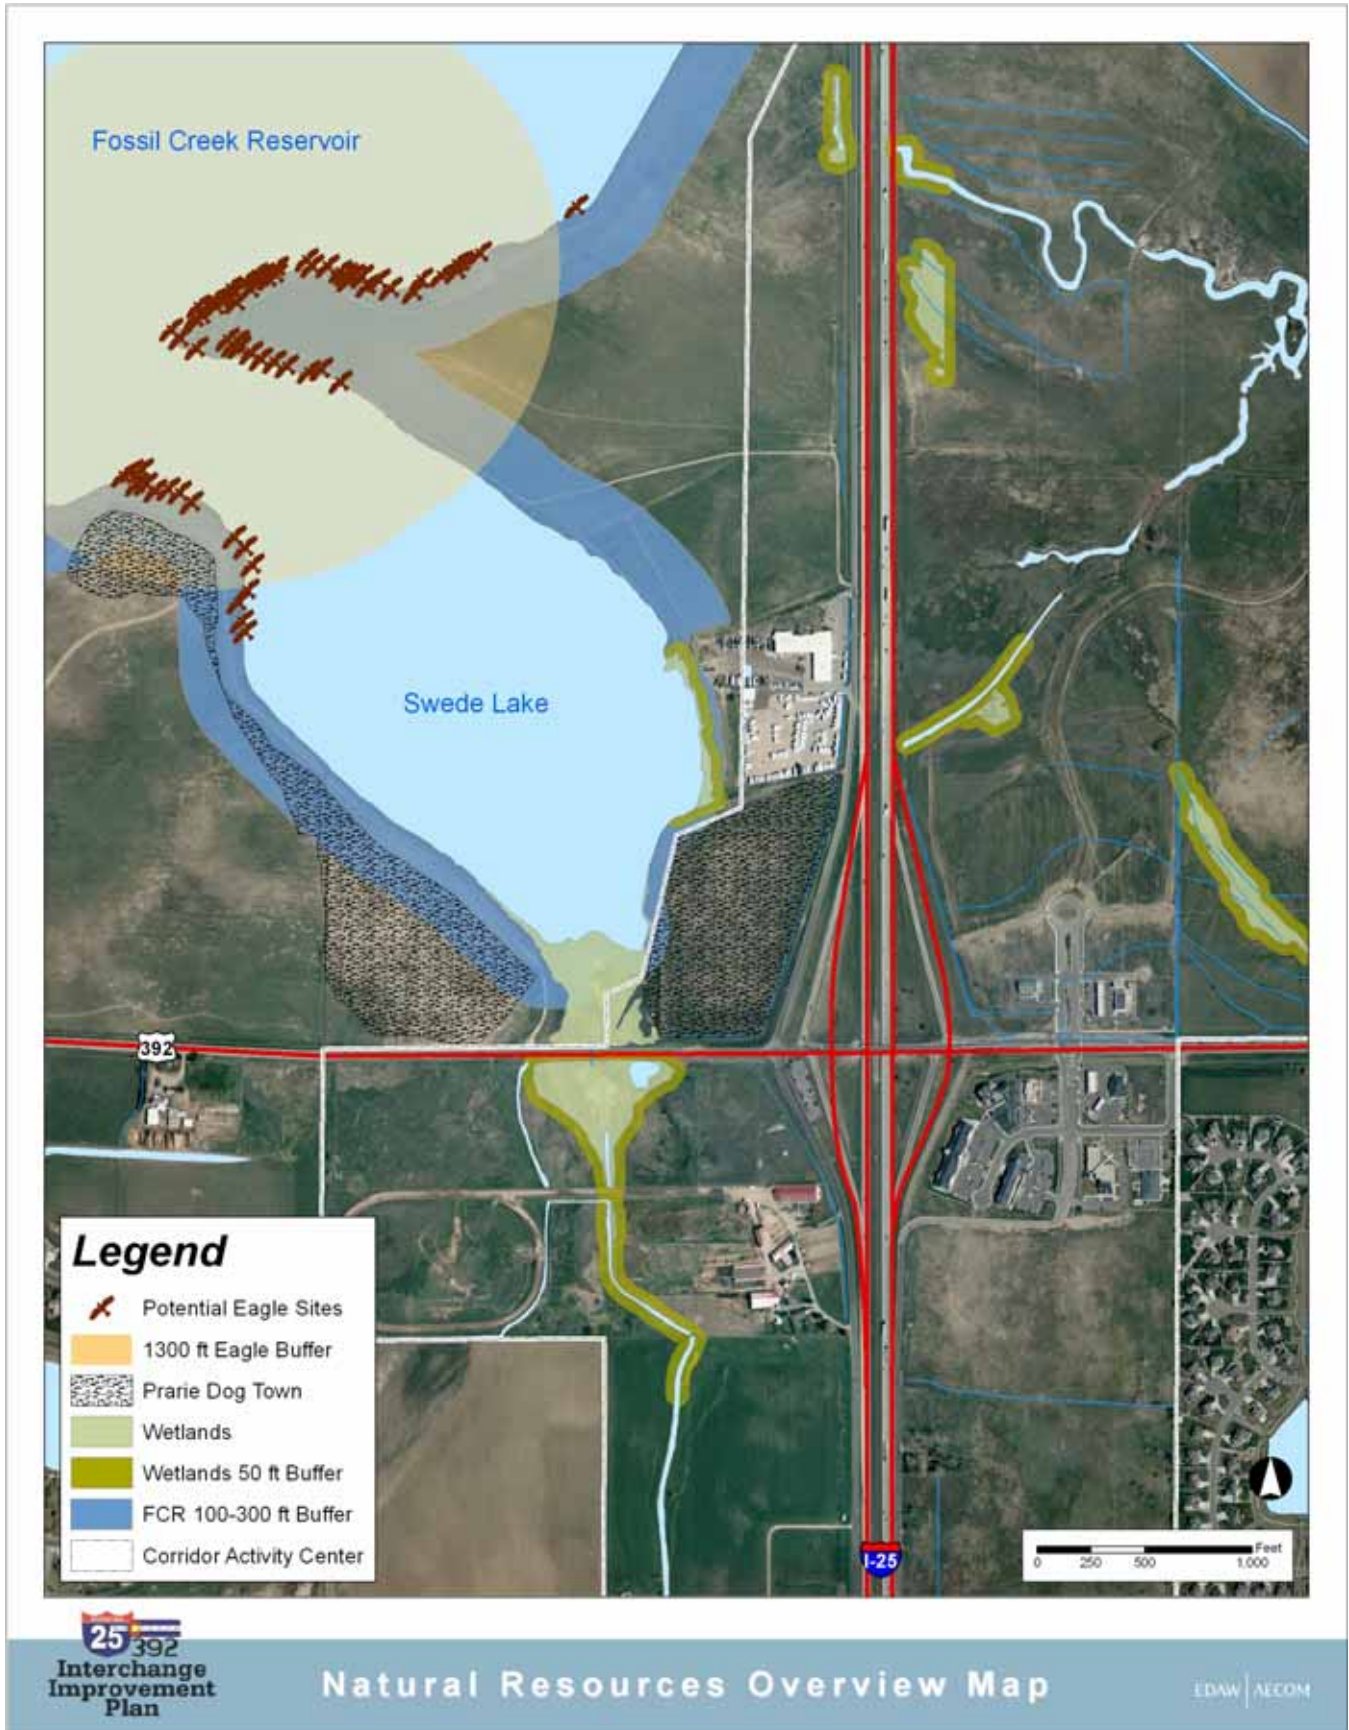 Fossil Creek Reservoir
Swede Lake
392
Legend
Potential Eagle Sites
1300 ft Eagle Buffer
Prarie Dog Town
Wetlands
Wetlands 50 ft Buffer
FCR 100-300 ft Buffer
Corridor Activity Center
I-25
Feet
0 250 500 1,000
25 392
Interchange
Improvement
Plan
Natural Resources Overview Map
EDAW | AECOM